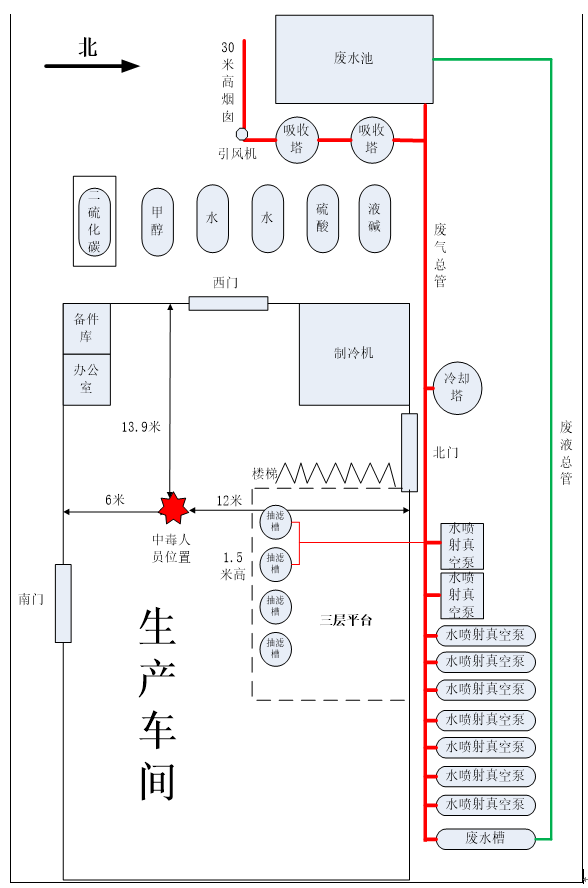 北
30
米
高
烟
囱
废水池
吸收
塔
吸收
塔
引风机
二
硫
化
碳
甲
醇
水
水
硫
酸
液
碱
废
气
总
管
西门
备件
库
办公
室
制冷机
冷却
塔
13.9米
北门
废
液
总
管
楼梯
6米
12米
中毒人
员位置
抽滤
槽
1.5
米高
抽滤
槽
抽滤
槽
抽滤
槽
三层平台
水喷
射真
空泵
水喷
射真
空泵
南门
生
产
车
间
水喷射真空泵
水喷射真空泵
水喷射真空泵
水喷射真空泵
水喷射真空泵
水喷射真空泵
水喷射真空泵
废水槽